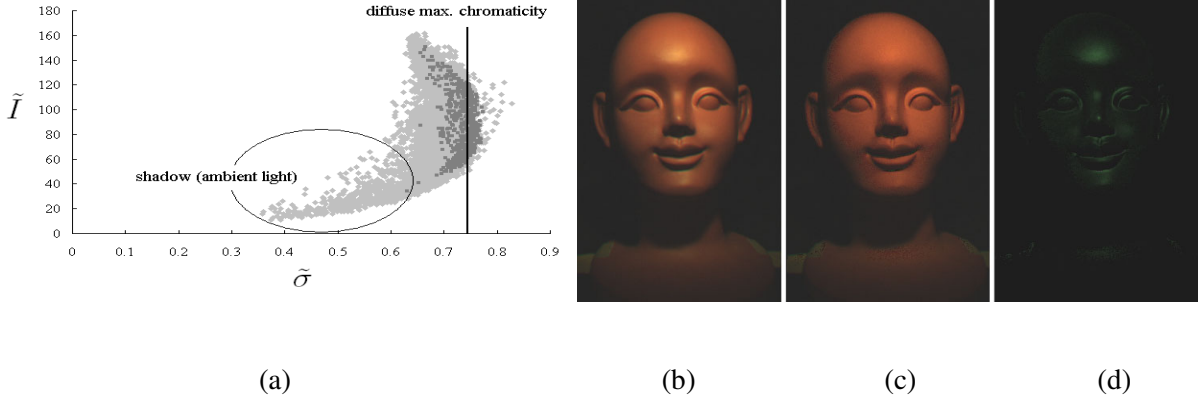 diffuse max. chromaticity
180
160
140
120
100
80
60
40
20
0
Ĩ
shadow (ambient light)
0 0.1 0.2 0.3 0.4 0.5 0.6 0.7 0.8 0.9
σ̃
(a) (b) (c) (d)